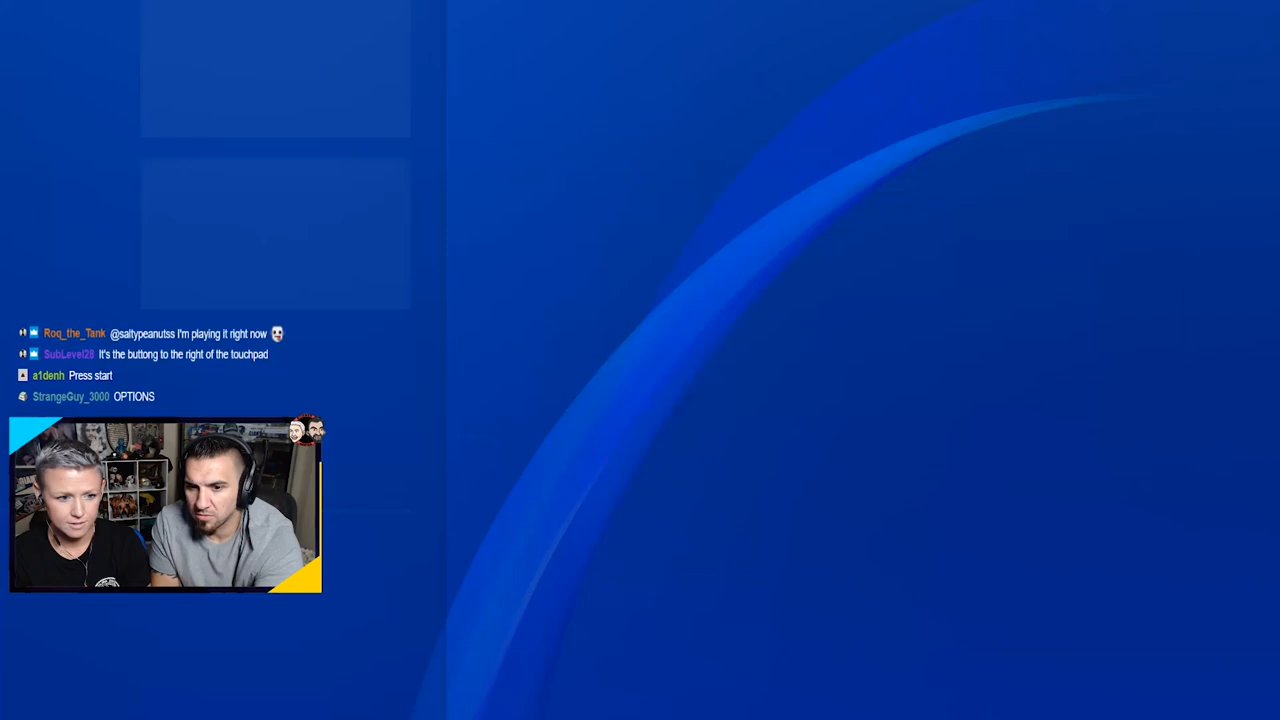 Roq_the_Tank @saltypeanutss I'm playing it right now
SubLevel28 It's the buttong to the right of the touchpad
a1denh Press start
StrangeGuy_3000 OPTIONS